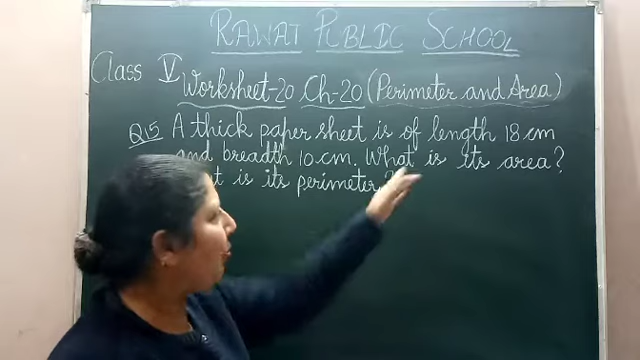 RAWAT PUBLIC SCHOOL
Class V
Worksheet-20 Ch-20 (Perimeter and Area)
Q15 A thick paper sheet is of length 18 cm
and breadth 10 cm. What is its area?
is its perimeter?